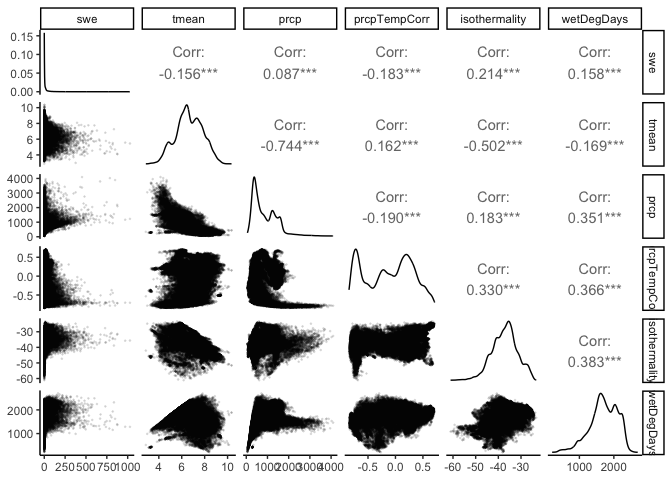 swe tmean prcp prcpTempCorr isothermality wetDegDays
0.15
0.10
0.05
0.00
Corr: Corr: Corr: Corr: Corr:
-0.156*** 0.087*** -0.183*** 0.214*** 0.158***
swe
10
8
6
4
Corr: Corr: Corr: Corr:
-0.744*** 0.162*** -0.502*** -0.169***
tmean
4000
3000
2000
1000
0
Corr: Corr: Corr:
-0.190*** 0.183*** 0.351***
prcp
0.5
0.0
-0.5
Corr: Corr:
0.330*** 0.366***
rcpTempCo
-30
-40
-50
-60
Corr:
0.383***
sothermality
2000
1000
wetDegDays
0 250 500 750 1000 4 6 8 10 0 1000 2000 3000 4000 -0.5 0.0 0.5 -60 -50 -40 -30 1000 2000